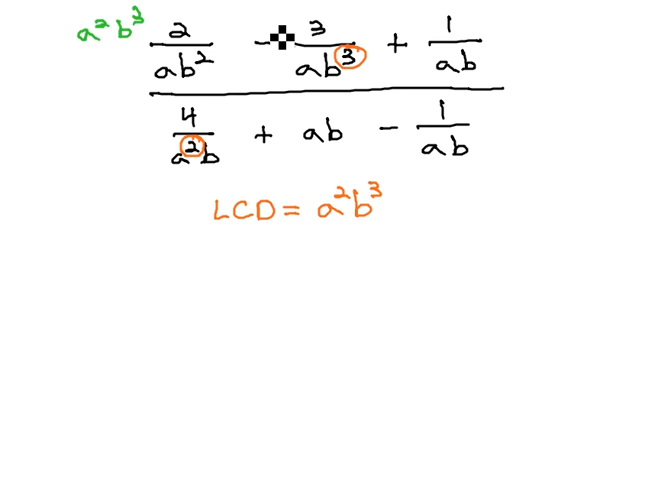 a²b³ 2/ab² - 3/ab³ + 1/ab
4/a²b + ab - 1/ab
LCD = a²b³